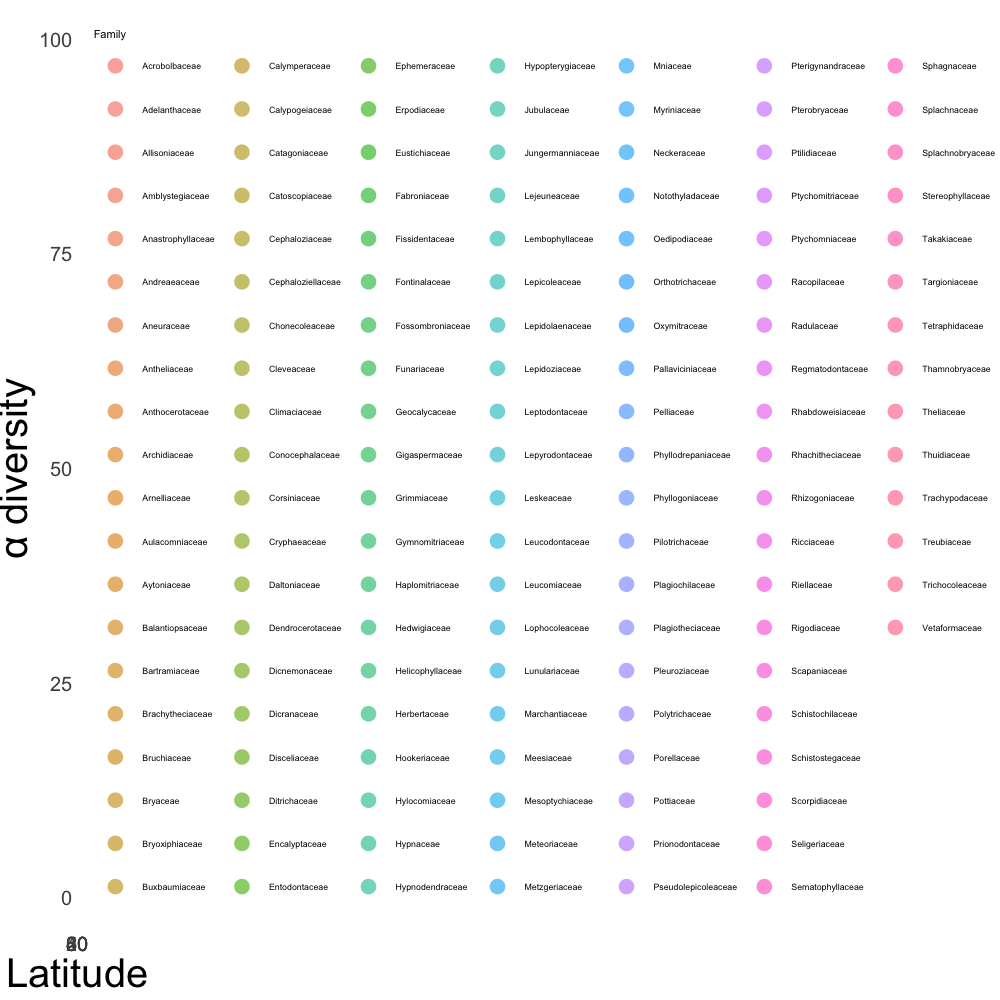 Family
100
75
50
25
0
α diversity
Latitude
Acrobolbaceae
Adelanthaceae
Allisoniaceae
Amblystegiaceae
Anastrophyllaceae
Andreaeaceae
Aneuraceae
Antheliaceae
Anthocerotaceae
Archidiaceae
Arnelliaceae
Aulacomniaceae
Aytoniaceae
Balantiopsaceae
Bartramiaceae
Brachytheciaceae
Bruchiaceae
Bryaceae
Bryoxiphiaceae
Buxbaumiaceae
Calymperaceae
Calypogeiaceae
Catagoniaceae
Catoscopiaceae
Cephaloziaceae
Cephaloziellaceae
Chonecoleaceae
Cleveaceae
Climaciaceae
Conocephalaceae
Corsiniaceae
Cryphaeaceae
Daltoniaceae
Dendrocerotaceae
Dicnemonaceae
Dicranaceae
Disceliaceae
Ditrichaceae
Encalyptaceae
Entodontaceae
Ephemeraceae
Erpodiaceae
Eustichiaceae
Fabroniaceae
Fissidentaceae
Fontinalaceae
Fossombroniaceae
Funariaceae
Geocalycaceae
Gigaspermaceae
Grimmiaceae
Gymnomitriaceae
Haplomitriaceae
Hedwigiaceae
Helicophyllaceae
Herbertaceae
Hookeriaceae
Hylocomiaceae
Hypnaceae
Hypnodendraceae
Hypopterygiaceae
Jubulaceae
Jungermanniaceae
Lejeuneaceae
Lembophyllaceae
Lepicoleaceae
Lepidolaenaceae
Lepidoziaceae
Leptodontaceae
Lepyrodontaceae
Leskeaceae
Leucodontaceae
Leucomiaceae
Lophocoleaceae
Lunulariaceae
Marchantiaceae
Meesiaceae
Mesoptychiaceae
Meteoriaceae
Metzgeriaceae
Mniaceae
Myriniaceae
Neckeraceae
Notothyladaceae
Oedipodiaceae
Orthotrichaceae
Oxymitraceae
Pallaviciniaceae
Pelliaceae
Phyllodrepaniaceae
Phyllogoniaceae
Pilotrichaceae
Plagiochilaceae
Plagiotheciaceae
Pleuroziaceae
Polytrichaceae
Porellaceae
Pottiaceae
Prionodontaceae
Pseudolepicoleaceae
Pterigynandraceae
Pterobryaceae
Ptilidiaceae
Ptychomitriaceae
Ptychomniaceae
Racopilaceae
Radulaceae
Regmatodontaceae
Rhabdoweisiaceae
Rhachitheciaceae
Rhizogoniaceae
Ricciaceae
Riellaceae
Rigodiaceae
Scapaniaceae
Schistochilaceae
Schistostegaceae
Scorpidiaceae
Seligeriaceae
Sematophyllaceae
Sphagnaceae
Splachnaceae
Splachnobryaceae
Stereophyllaceae
Takakiaceae
Targioniaceae
Tetraphidaceae
Thamnobryaceae
Theliaceae
Thuidiaceae
Trachypodaceae
Treubiaceae
Trichocoleaceae
Vetaformaceae